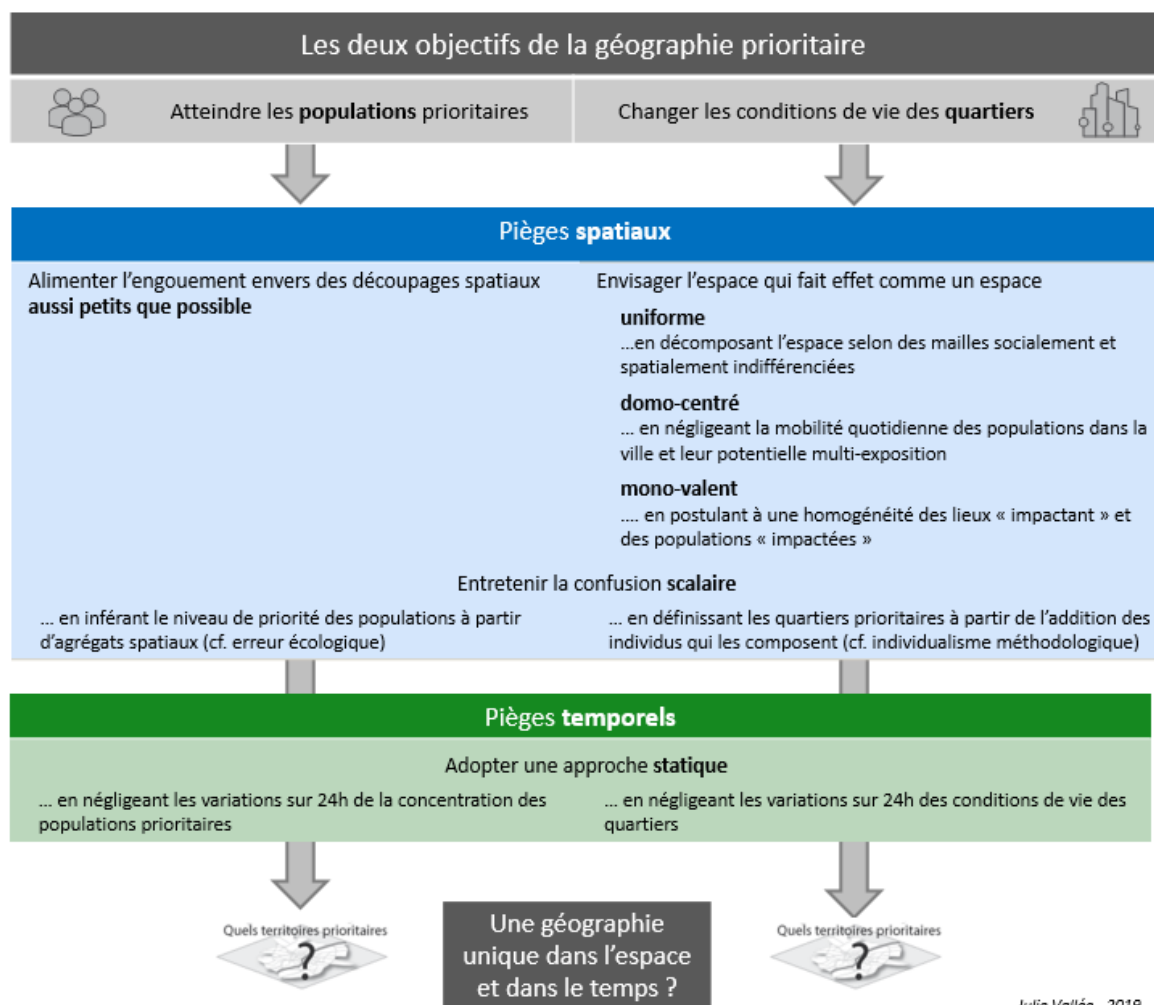 Les deux objectifs de la géographie prioritaire
Atteindre les populations prioritaires
Changer les conditions de vie des quartiers
Pièges spatiaux
Alimenter l'engouement envers des découpages spatiaux
aussi petits que possible
Envisager l'espace qui fait effet comme un espace
uniforme
...en décomposant l'espace selon des mailles socialement et
spatialement indifférenciées
domo-centré
... en négligeant la mobilité quotidienne des populations dans la
ville et leur potentielle multi-exposition
mono-valent
.... en postulant à une homogénéité des lieux « impactant » et
des populations « impactées »
Entretenir la confusion scalaire
... en inférant le niveau de priorité des populations à partir
d'agrégats spatiaux (cf. erreur écologique)
... en définissant les quartiers prioritaires à partir de l'addition des
individus qui les composent (cf. individualisme méthodologique)
Pièges temporels
Adopter une approche statique
... en négligeant les variations sur 24h de la concentration des
populations prioritaires
... en négligeant les variations sur 24h des conditions de vie des
quartiers
Quels territoires prioritaires
?
Une géographie
unique dans l'espace
et dans le temps ?
Quels territoires prioritaires
?
Julie Vallée, 2019